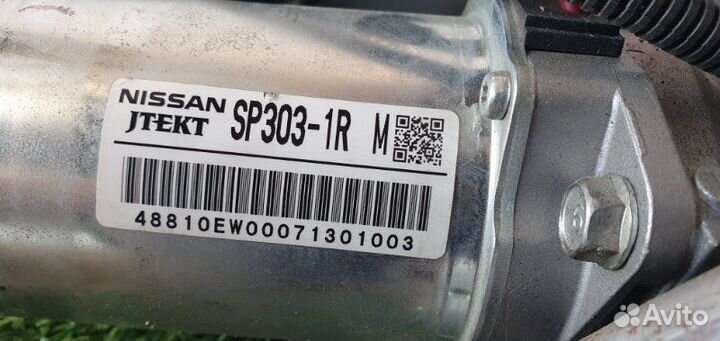 NISSAN
JTEKT SP303-1R M
48810EW00071301003
Avito